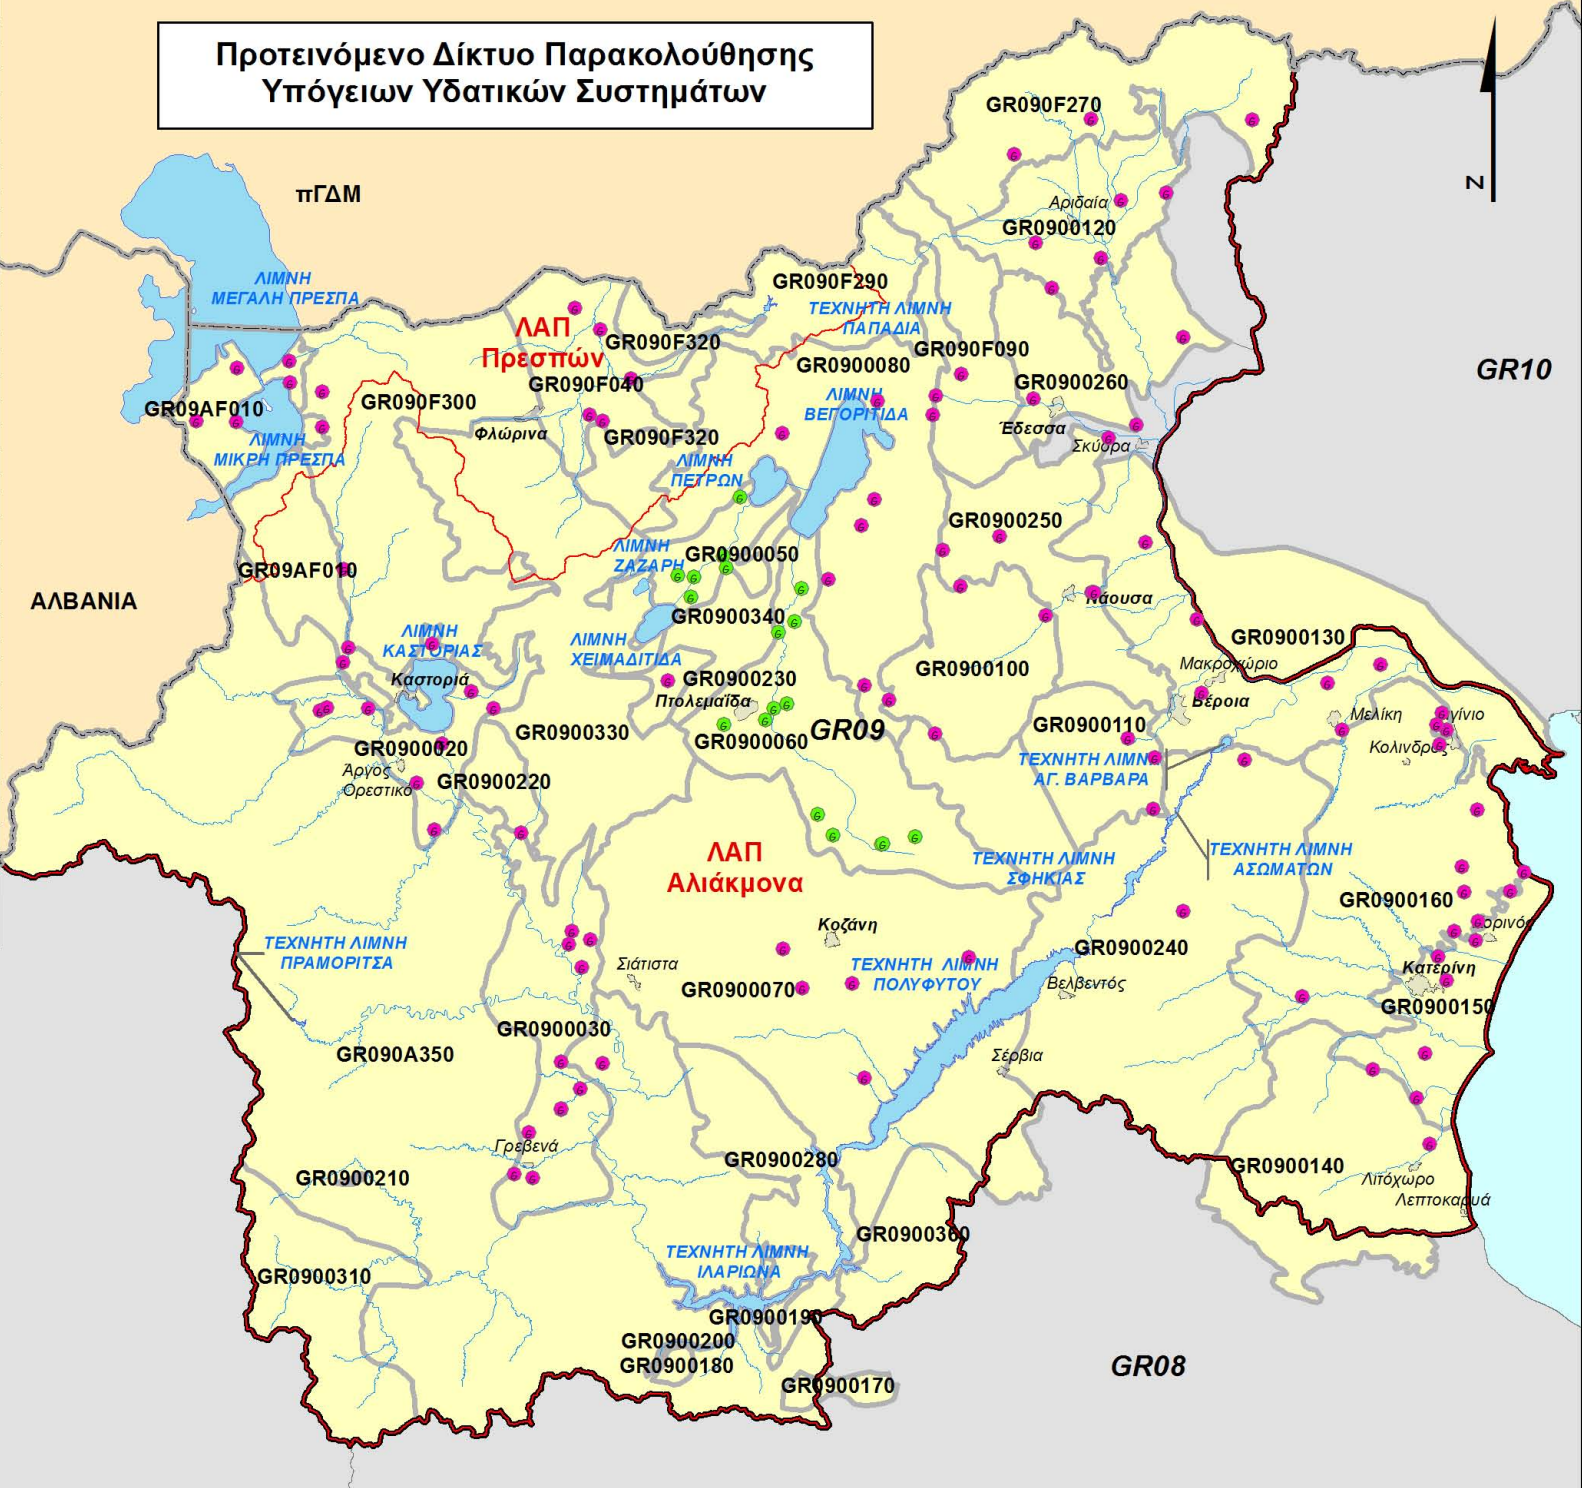 Προτεινόμενο Δίκτυο Παρακολούθησης
Υπόγειων Υδατικών Συστημάτων
πΓΔΜ
GR090F270
Αριδαία
GR0900120
Z
ΛΙΜΝΗ
ΜΕΓΑΛΗ ΠΡΕΣΠΑ
GR090F290
ΤΕΧΝΗΤΗ ΛΙΜΝΗ
ΠΑΠΑΔΙΑ
ΛΑΠ
Πρεσπών
GR090F320
GR090F090
GR0900080
GR10
GR090F040
GR0900260
GR09AF010
GR090F300
ΛΙΜΝΗ
ΒΕΓΟΡΙΤΙΔΑ
Φλώρινα
GR090F320
Έδεσσα
Σκύδρα
ΛΙΜΝΗ
ΜΙΚΡΗ ΠΡΕΣΠΑ
ΛΙΜΝΗ
ΠΕΤΡΩΝ
GR0900250
ΛΙΜΝΗ
ΖΑΖΑΡΗ
GR0900050
GR09AF010
ΑΛΒΑΝΙΑ
Νάουσα
GR0900340
ΛΙΜΝΗ
ΚΑΣΤΟΡΙΑΣ
ΛΙΜΝΗ
ΧΕΙΜΑΔΙΤΙΔΑ
GR0900130
Μακροχώριο
GR0900100
Καστοριά
GR0900230
Πτολεμαΐδα
Βέροια
Μελίκη
GR0900330
GR0900060
GR09
GR0900110
Κολινδρός
GR0900020
Άργος
Ορεστικό
GR0900220
ΤΕΧΝΗΤΗ ΛΙΜΝΗ
ΑΓ. ΒΑΡΒΑΡΑ
ΛΑΠ
Αλιάκμονα
ΤΕΧΝΗΤΗ ΛΙΜΝΗ
ΣΦΗΚΙΑΣ
ΤΕΧΝΗΤΗ ΛΙΜΝΗ
ΑΣΩΜΑΤΩΝ
GR0900160
Κοζάνη
ΤΕΧΝΗΤΗ ΛΙΜΝΗ
ΠΡΑΜΟΡΙΤΣΑ
GR0900240
Σιάτιστα
ΤΕΧΝΗΤΗ ΛΙΜΝΗ
ΠΟΛΥΦΥΤΟΥ
Κατερίνη
GR0900070
Βελβεντός
GR0900150
GR0900030
GR090A350
Σέρβια
Γρεβενά
GR0900280
GR0900140
GR0900210
Λιτόχωρο
Λεπτοκαρυά
GR0900360
ΤΕΧΝΗΤΗ ΛΙΜΝΗ
ΙΛΑΡΙΩΝΑ
GR0900310
GR0900190
GR0900200
GR0900180
GR08
GR0900170